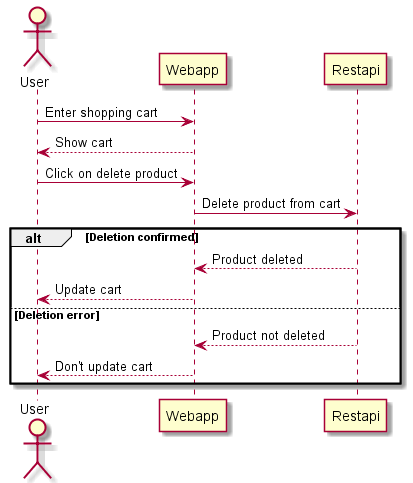 Webapp
Restapi
User
Enter shopping cart
Show cart
Click on delete product
Delete product from cart
alt
[Deletion confirmed]
Product deleted
Update cart
[Deletion error]
Product not deleted
Don't update cart
User
Webapp
Restapi